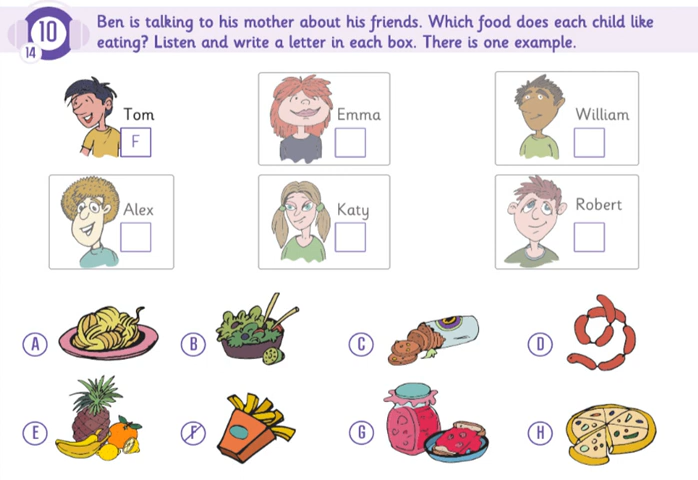 10
14
Ben is talking to his mother about his friends. Which food does each child like
eating? Listen and write a letter in each box. There is one example.
Tom
F
Emma
William
Alex
Katy
Robert
A
B
C
D
E
F
G
H